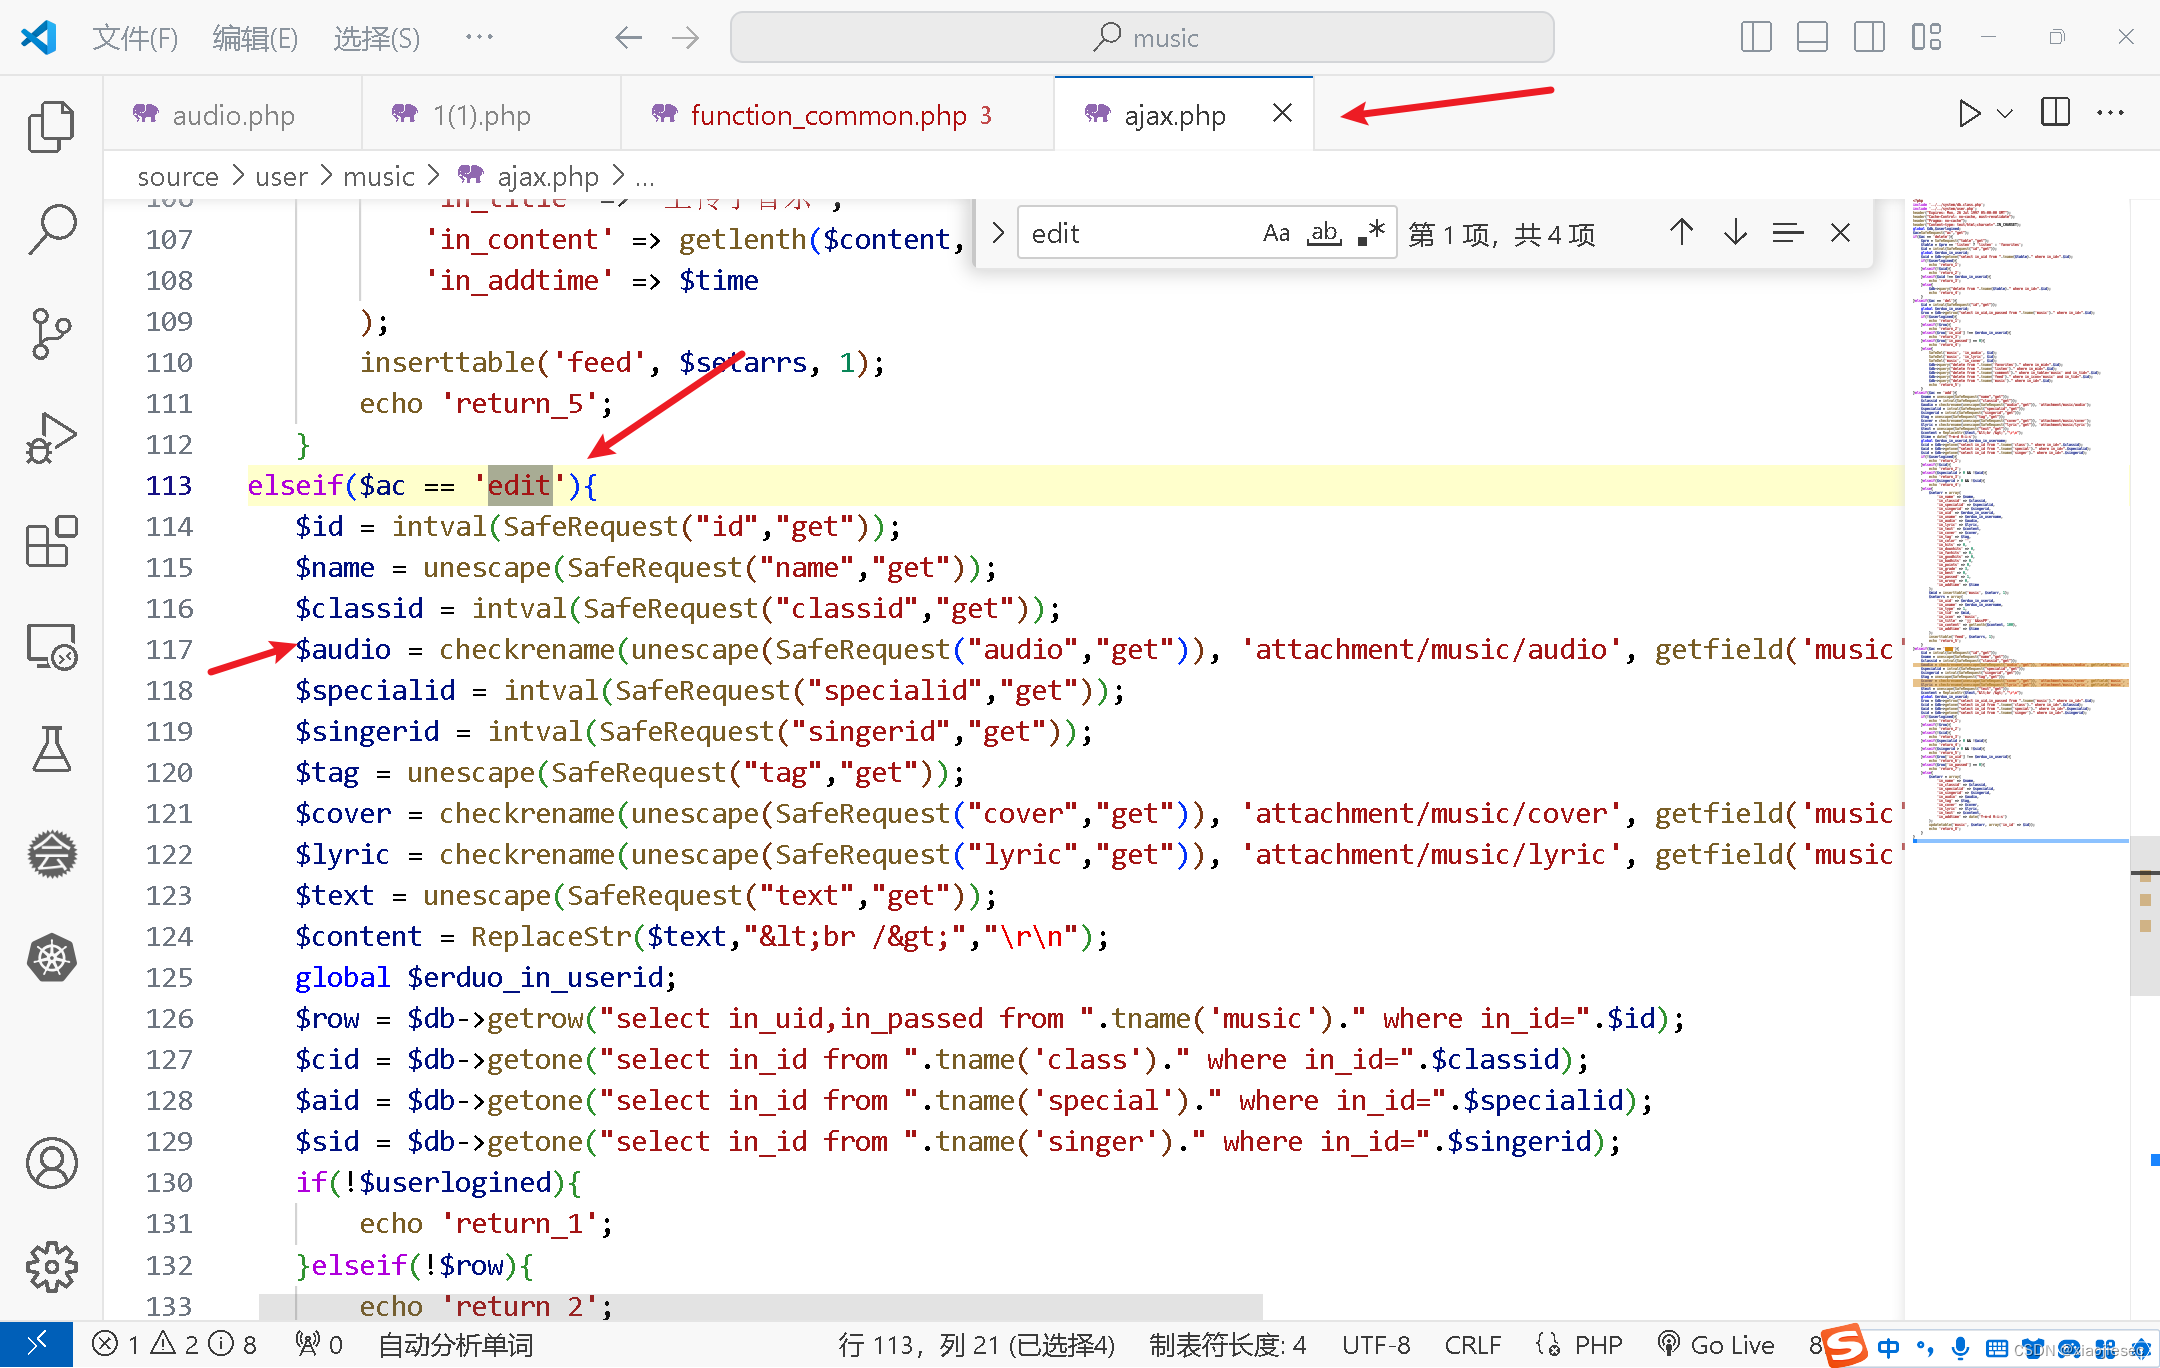 文件(F) 编辑(E) 选择(S) ··· music
audio.php 1(1).php function_common.php 3 ajax.php
source > user > music > ajax.php > ...
106 'in_title' => '上传了音乐',
107 'in_content' => getlenth($content,
108 'in_addtime' => $time
109 );
110 inserttable('feed', $setarrs, 1);
111 echo 'return_5';
112 }
113 elseif($ac == 'edit'){
114 $id = intval(SafeRequest("id","get"));
115 $name = unescape(SafeRequest("name","get"));
116 $classid = intval(SafeRequest("classid","get"));
117 $audio = checkrename(unescape(SafeRequest("audio","get")), 'attachment/music/audio', getfield('music'
118 $specialid = intval(SafeRequest("specialid","get"));
119 $singerid = intval(SafeRequest("singerid","get"));
120 $tag = unescape(SafeRequest("tag","get"));
121 $cover = checkrename(unescape(SafeRequest("cover","get")), 'attachment/music/cover', getfield('music'
122 $lyric = checkrename(unescape(SafeRequest("lyric","get")), 'attachment/music/lyric', getfield('music'
123 $text = unescape(SafeRequest("text","get"));
124 $content = ReplaceStr($text,"&lt;br /&gt;","\r\n");
125 global $erduo_in_userid;
126 $row = $db->getrow("select in_uid,in_passed from ".tname('music')." where in_id=".$id);
127 $cid = $db->getone("select in_id from ".tname('class')." where in_id=".$classid);
128 $aid = $db->getone("select in_id from ".tname('special')." where in_id=".$specialid);
129 $sid = $db->getone("select in_id from ".tname('singer')." where in_id=".$singerid);
130 if(!$userlogined){
131 echo 'return_1';
132 }elseif(!$row){
133 echo 'return_2';
edit Aa ab .* 第 1 项，共 4 项
1 2 8 0 自动分析单词 行 113，列 21 (已选择4) 制表符长度: 4 UTF-8 CRLF PHP Go Live 8
中
CSDN @xiaojiesec